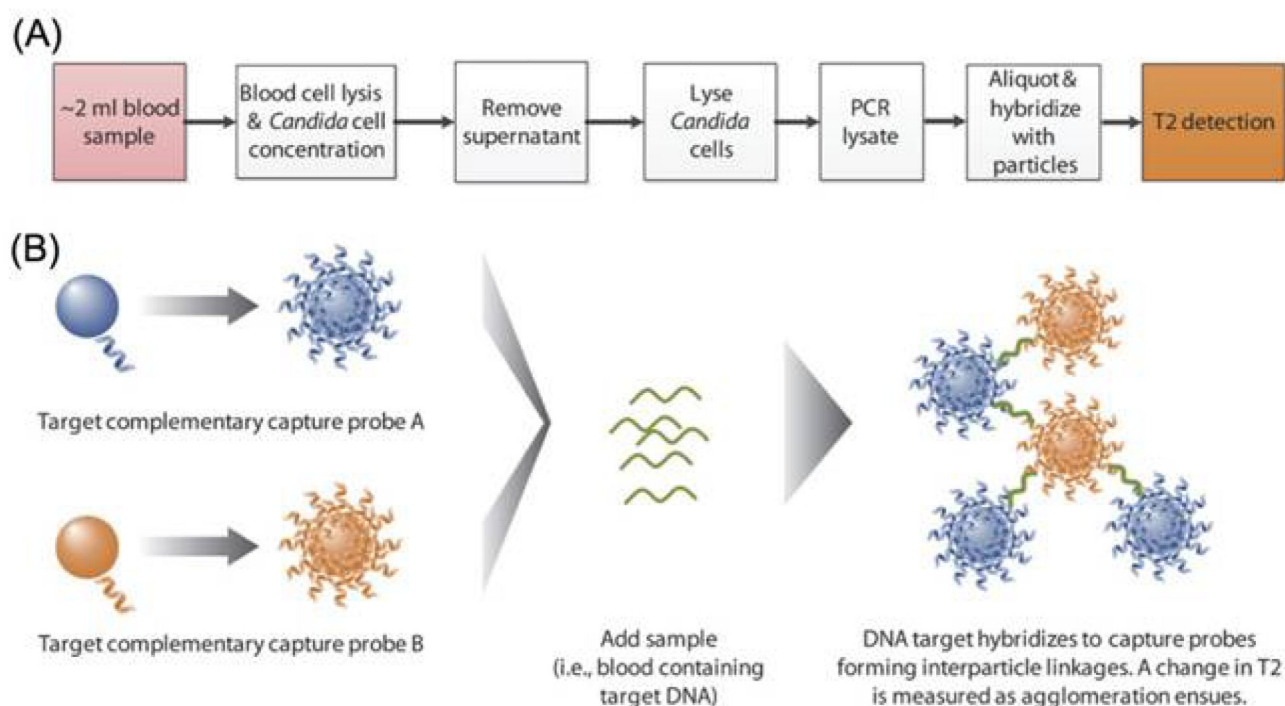 (A)
~2 ml blood
sample
Blood cell lysis
& Candida cell
concentration
Remove
supernatant
Lyse
Candida
cells
PCR
lysate
Aliquot &
hybridize
with
particles
T2 detection
(B)
Target complementary capture probe A
Target complementary capture probe B
Add sample
(i.e., blood containing
target DNA)
DNA target hybridizes to capture probes
forming interparticle linkages. A change in T2
is measured as agglomeration ensues.